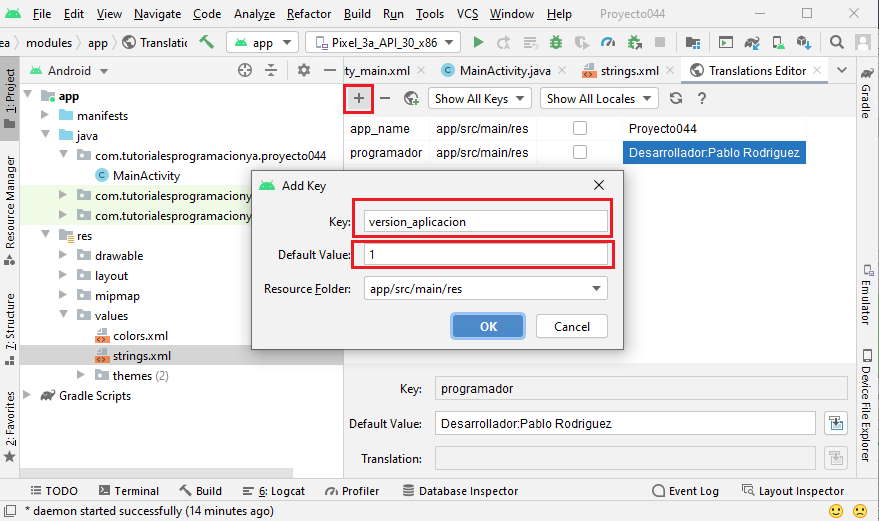 File Edit View Navigate Code Analyze Refactor Build Run Tools VCS Window Help Proyecto044
ea modules app Translatic app Pixel_3a_API_30_x86
1: Project
Resource Manager
7: Structure
2: Favorites
Android
app
manifests
java
com.tutorialesprogramacionya.proyecto044
MainActivity
com.tutorialesprogramacionya
com.tutorialesprogramacionya
res
drawable
layout
mipmap
values
colors.xml
strings.xml
themes (2)
Gradle Scripts
ty_main.xml MainActivity.java strings.xml Translations Editor
Show All Keys Show All Locales ?
app_name app/src/main/res Proyecto044
programador app/src/main/res Desarrollador:Pablo Rodriguez
Add Key
Key: version_aplicacion
Default Value: 1
Resource Folder: app/src/main/res
OK Cancel
Key: programador
Default Value: Desarrollador:Pablo Rodriguez
Translation:
Gradle
Emulator
Device File Explorer
TODO Terminal Build 6: Logcat Profiler Database Inspector Event Log Layout Inspector
* daemon started successfully (14 minutes ago)